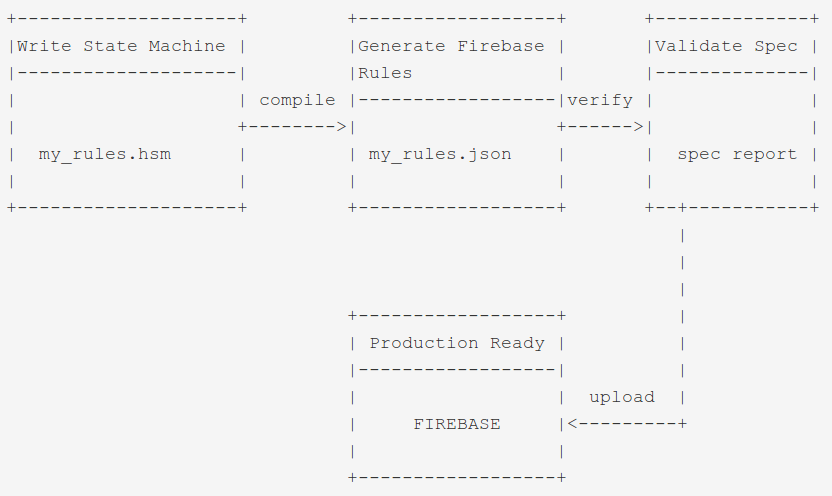 Write State Machine
Generate Firebase Rules
Validate Spec
compile
verify
my_rules.hsm
my_rules.json
spec report
Production Ready
upload
FIREBASE